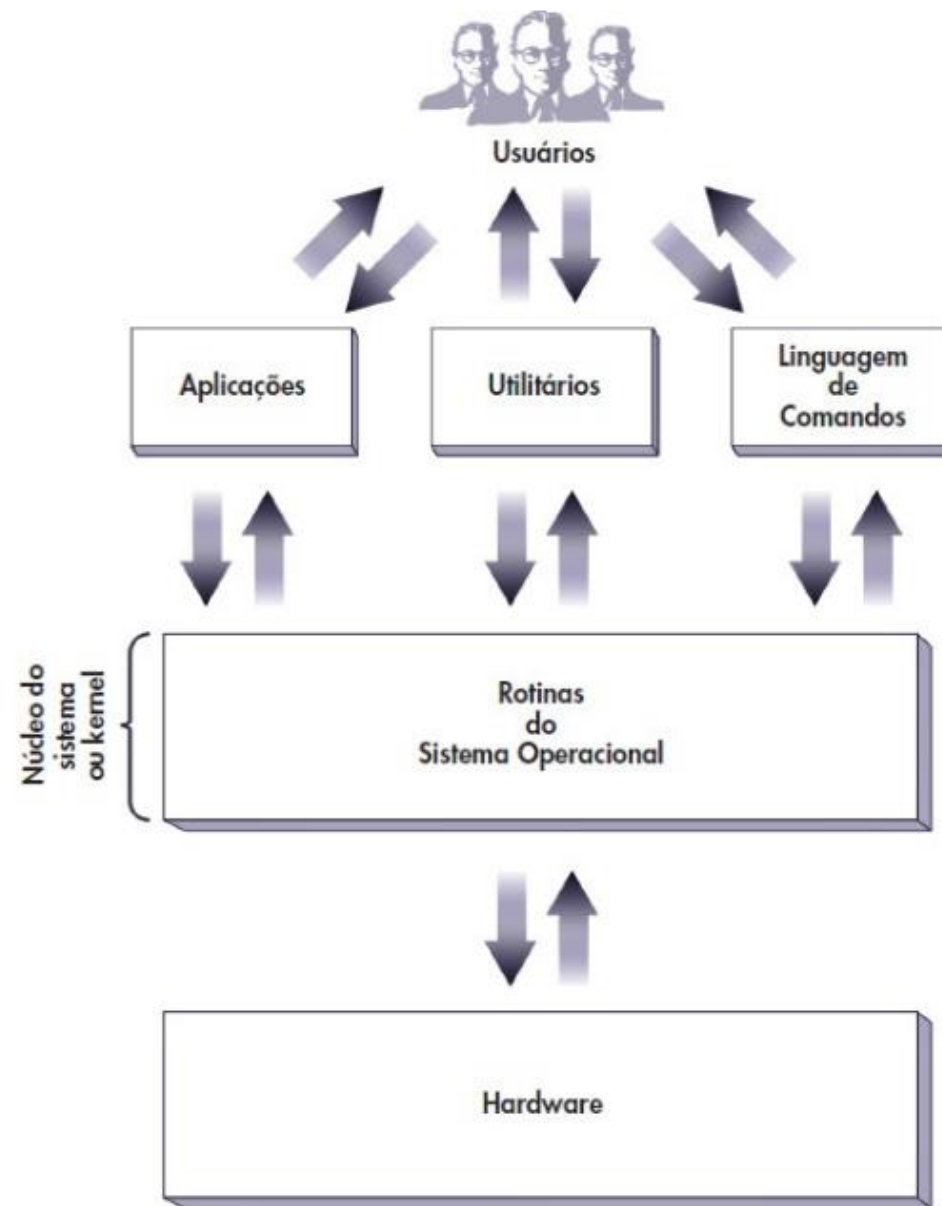 Usuários
Aplicações
Utilitários
Linguagem
de
Comandos
Núcleo do
sistema
ou kernel
Rotinas
do
Sistema Operacional
Hardware